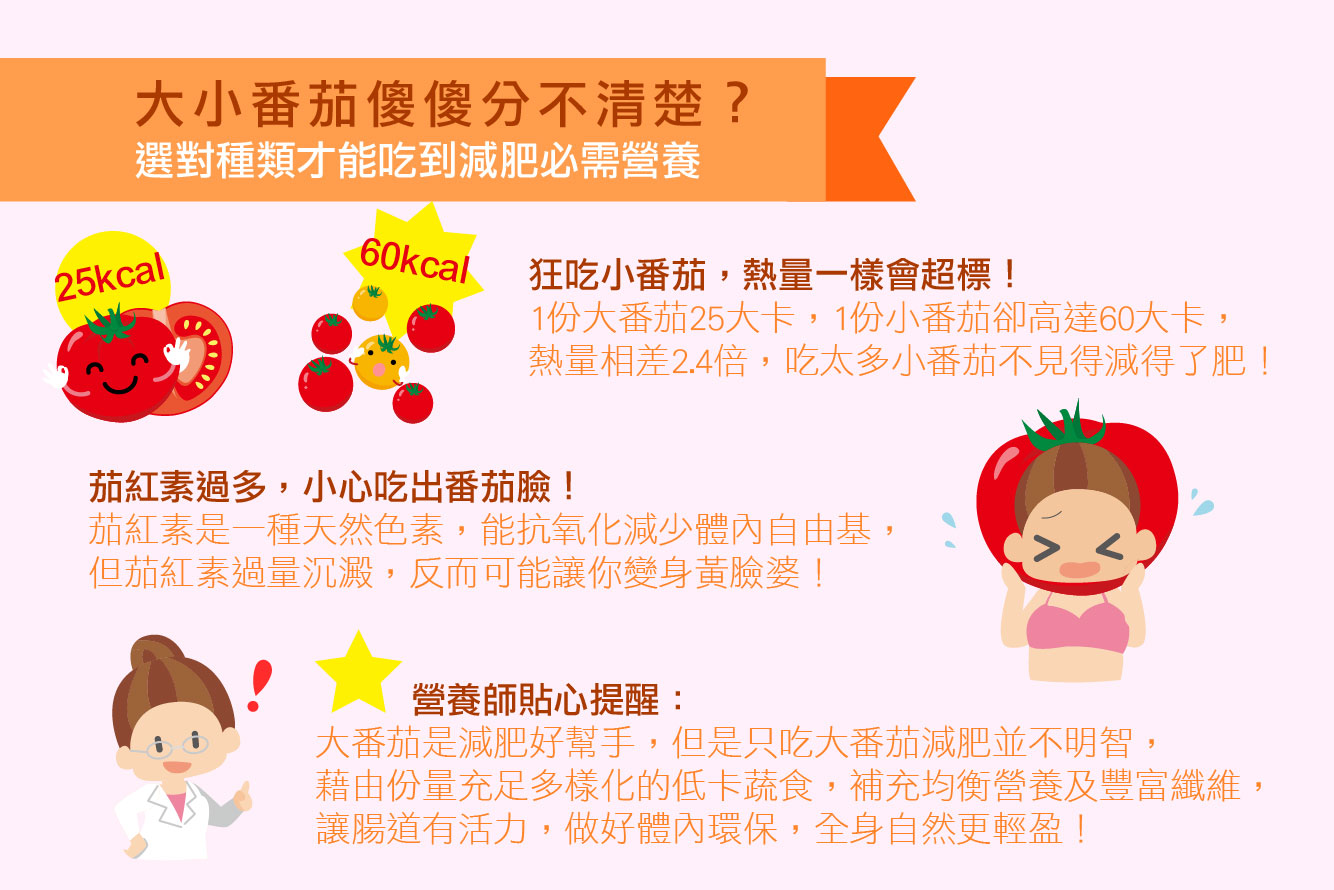 大小番茄傻傻分不清楚？
選對種類才能吃到減肥必需營養
25kcal
60kcal
狂吃小番茄，熱量一樣會超標！
1份大番茄25大卡，1份小番茄卻高達60大卡，
熱量相差2.4倍，吃太多小番茄不見得減得了肥！
茄紅素過多，小心吃出番茄臉！
茄紅素是一種天然色素，能抗氧化減少體內自由基，
但茄紅素過量沉澱，反而可能讓你變身黃臉婆！
營養師貼心提醒：
大番茄是減肥好幫手，但是只吃大番茄減肥並不明智，
藉由份量充足多樣化的低卡蔬食，補充均衡營養及豐富纖維，
讓腸道有活力，做好體內環保，全身自然更輕盈！